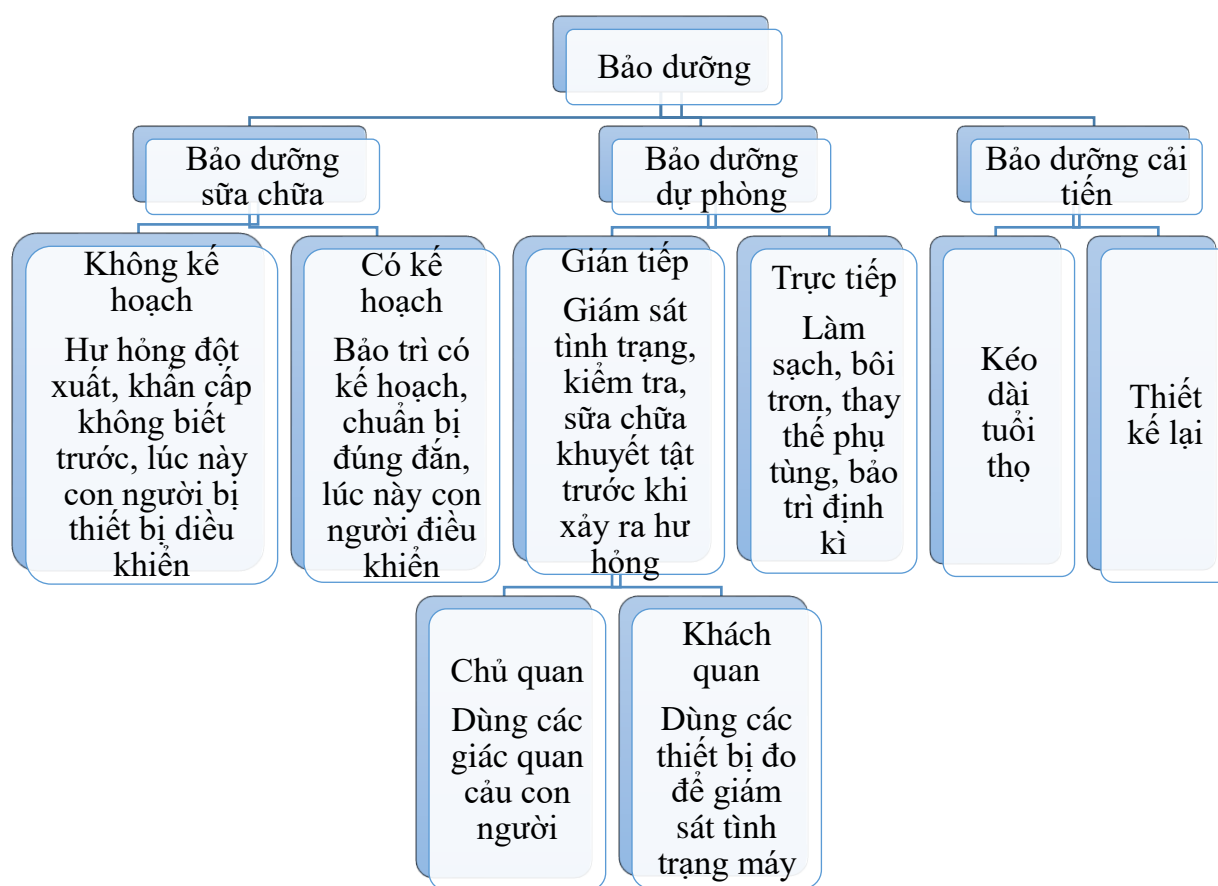 Bảo dưỡng
Bảo dưỡng
sữa chữa
Bảo dưỡng
dự phòng
Bảo dưỡng cải
tiến
Không kế
hoạch
Hư hỏng đột
xuất, khẩn cấp
không biết
trước, lúc này
con người bị
thiết bị diều
khiển
Có kế
hoạch
Bảo trì có
kế hoạch,
chuẩn bị
đúng đắn,
lúc này con
người điều
khiển
Gián tiếp
Giám sát
tình trạng,
kiểm tra,
sữa chữa
khuyết tật
trước khi
xảy ra hư
hỏng
Trực tiếp
Làm
sạch, bôi
trơn, thay
thế phụ
tùng, bảo
trì định
kì
Kéo
dài
tuổi
thọ
Thiết
kế lại
Chủ quan
Dùng các
giác quan
cảu con
người
Khách
quan
Dùng các
thiết bị đo
để giám
sát tình
trạng máy